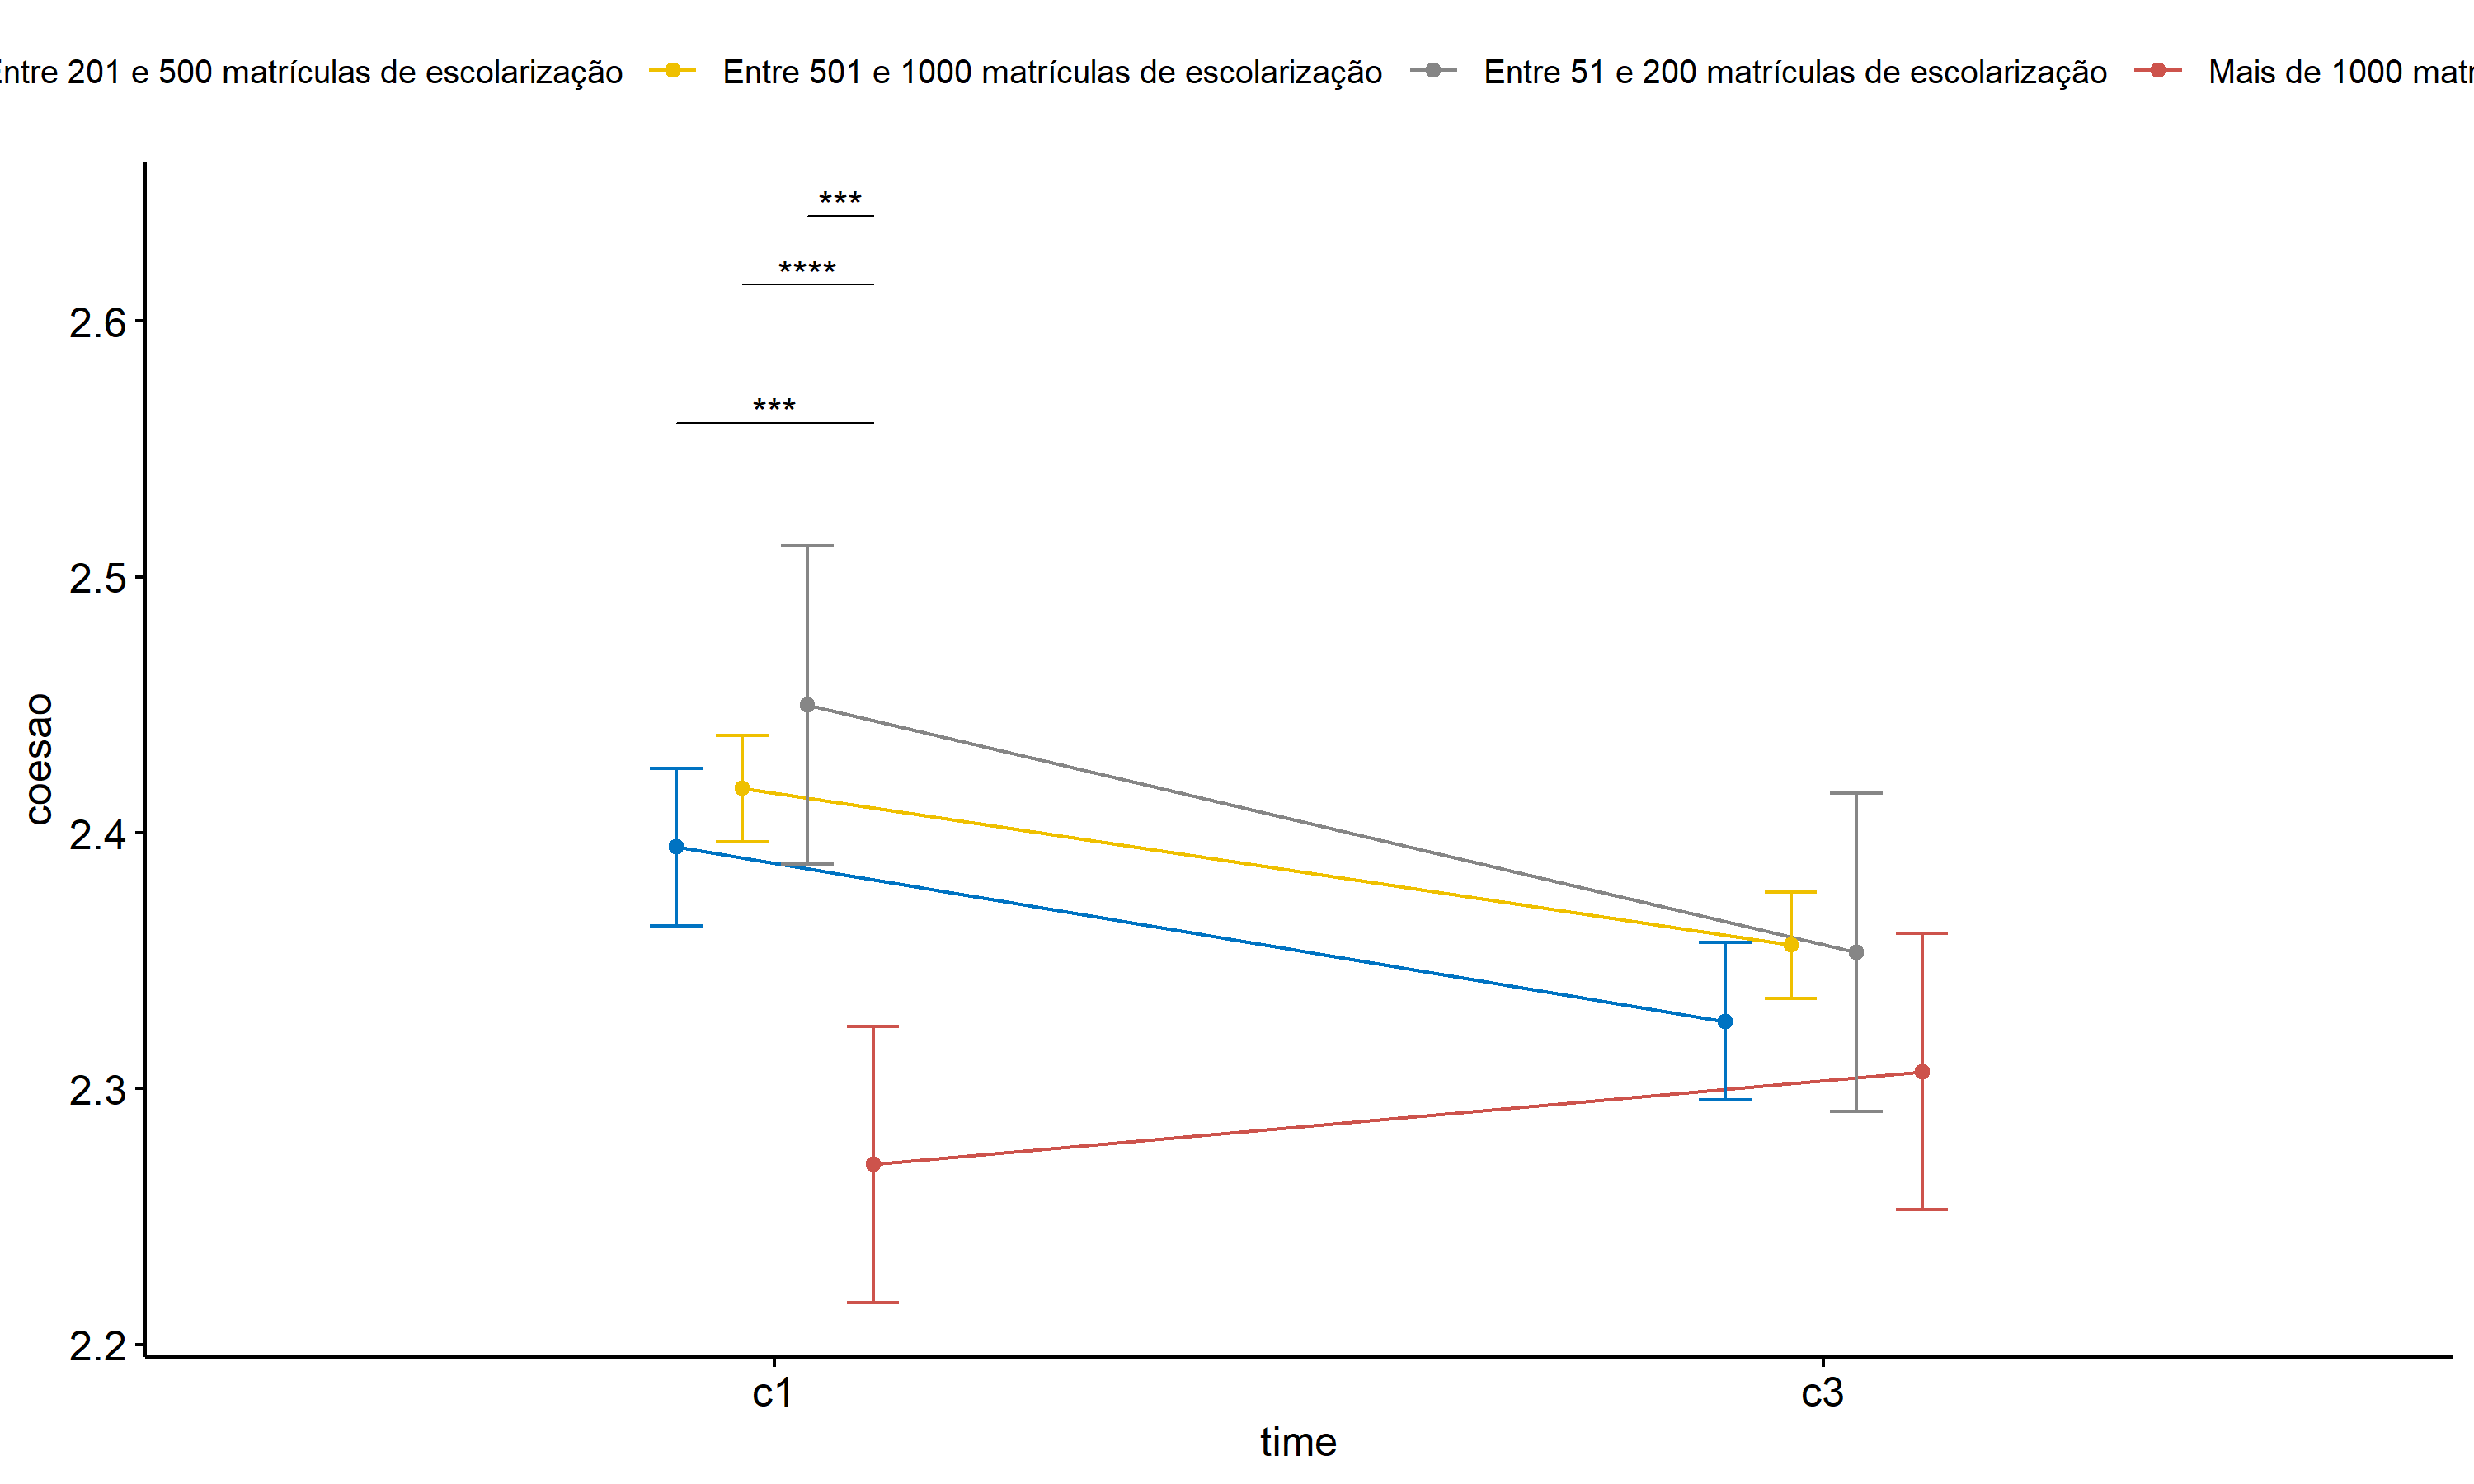 Entre 201 e 500 matrículas de escolarização Entre 501 e 1000 matrículas de escolarização Entre 51 e 200 matrículas de escolarização Mais de 1000
***
****
2.6
***
2.5
coesao
2.4
2.3
2.2
c1 c3
time